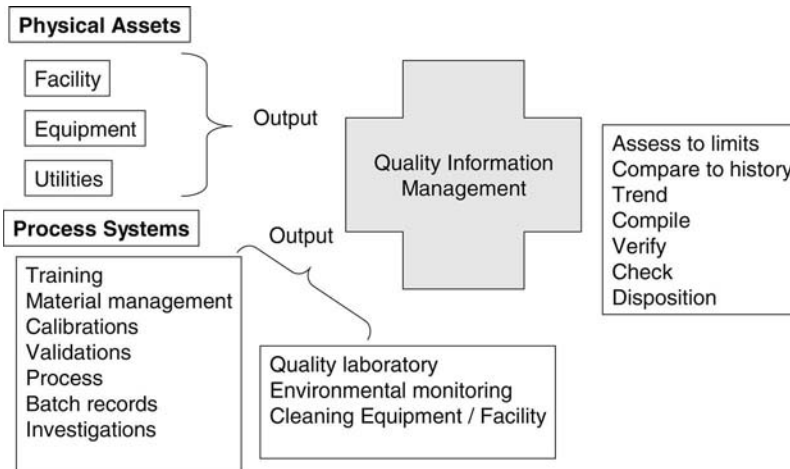 Physical Assets
Facility
Equipment
Utilities
Output
Quality Information
Management
Assess to limits
Compare to history
Trend
Compile
Verify
Check
Disposition
Process Systems
Output
Training
Material management
Calibrations
Validations
Process
Batch records
Investigations
Quality laboratory
Environmental monitoring
Cleaning Equipment / Facility